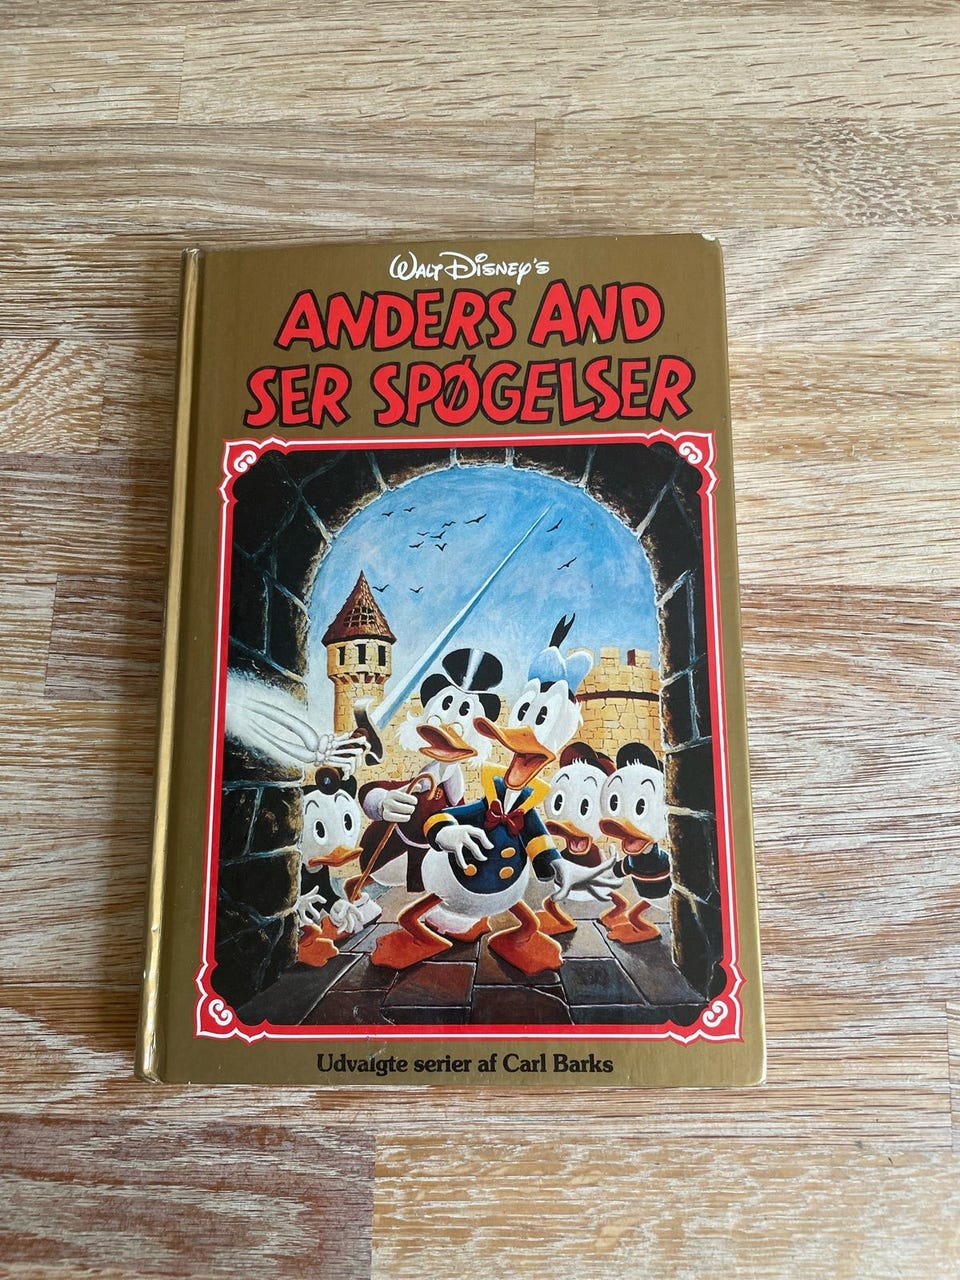 Walt Disney's
ANDERS AND
SER SPØGELSER
Udvalgte serier af Carl Barks